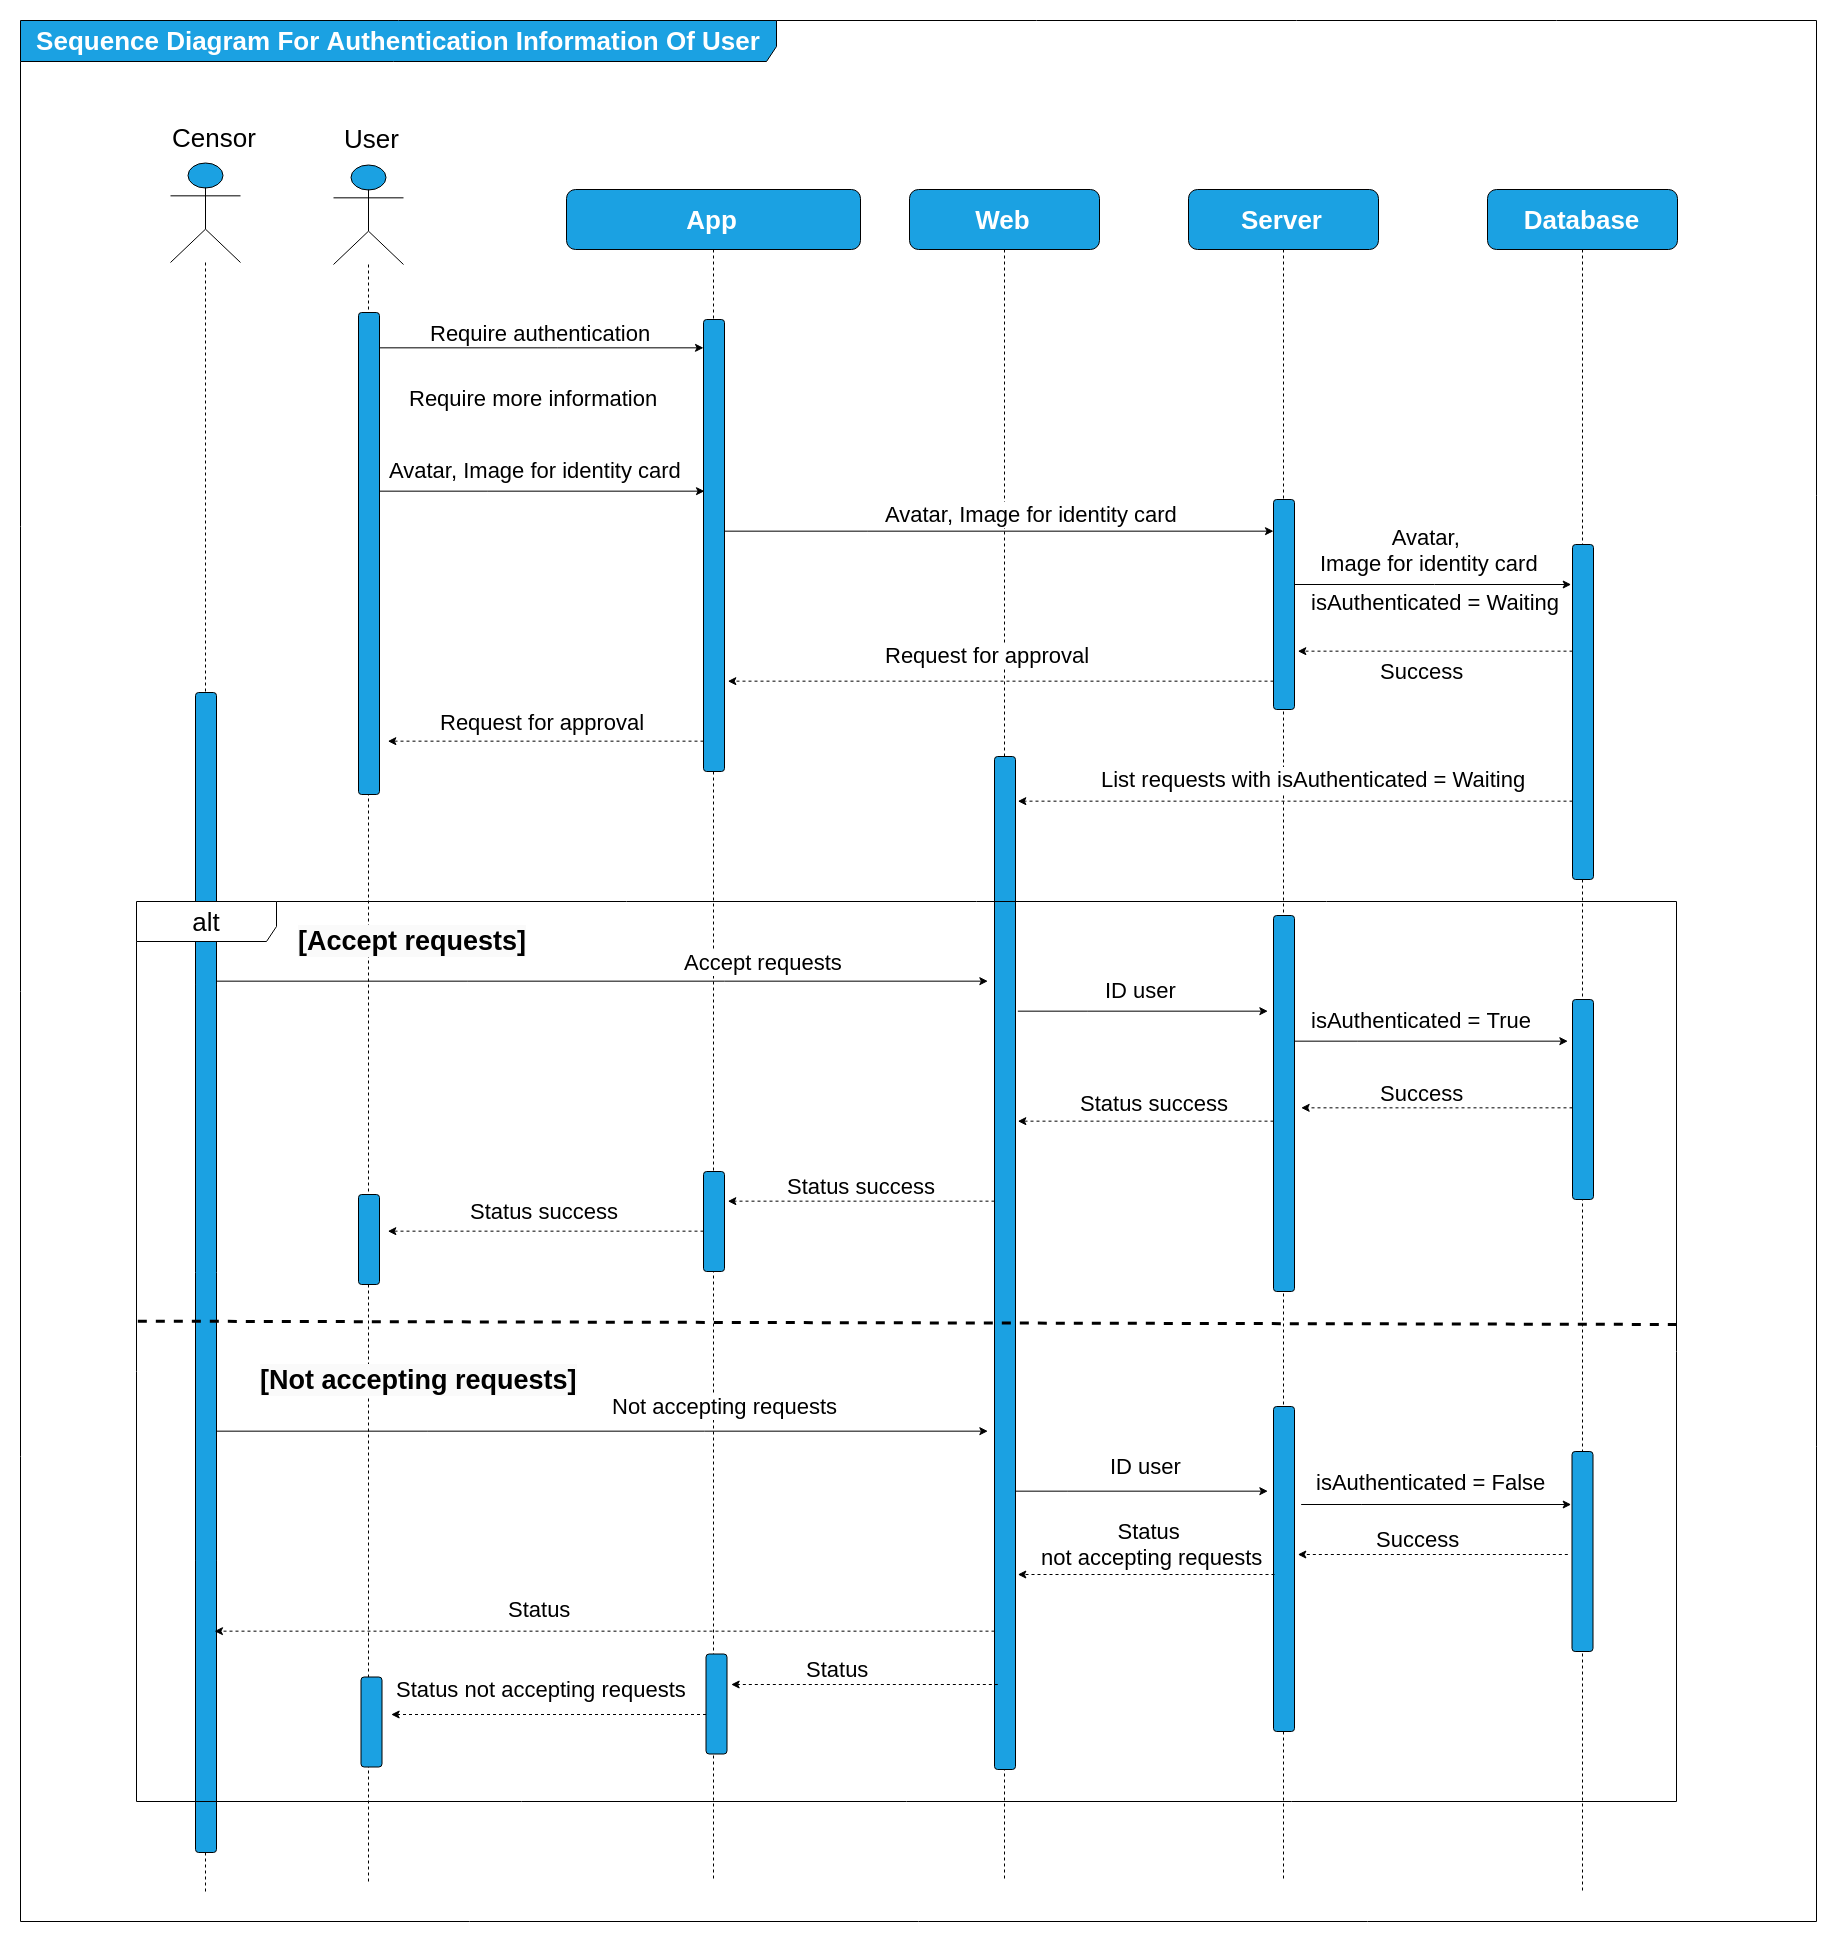 Sequence Diagram For Authentication Information Of User
Censor
User
App
Web
Server
Database
Require authentication
Require more information
Avatar, Image for identity card
Avatar, Image for identity card
Avatar,
Image for identity card
isAuthenticated = Waiting
Request for approval
Success
Request for approval
List requests with isAuthenticated = Waiting
alt
[Accept requests]
Accept requests
ID user
isAuthenticated = True
Success
Status success
Status success
Status success
[Not accepting requests]
Not accepting requests
ID user
isAuthenticated = False
Status
not accepting requests
Success
Status
Status
Status not accepting requests